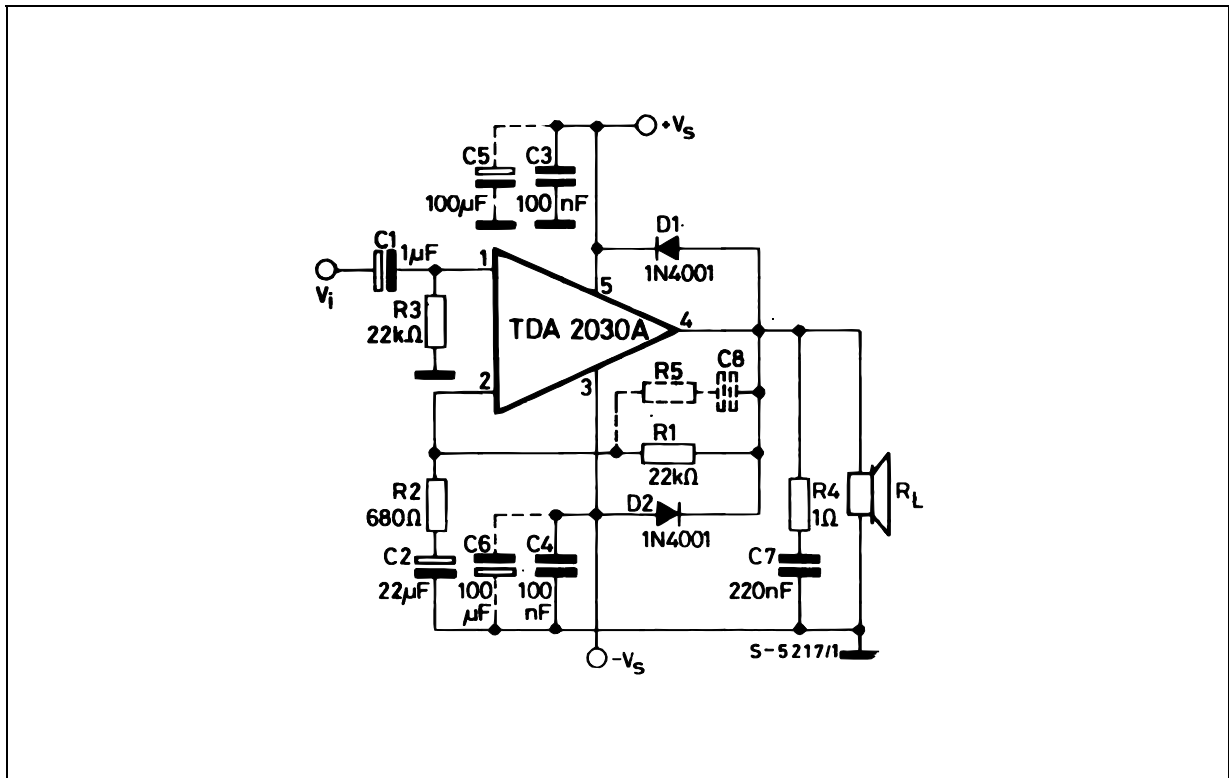 +Vs
C5
C3
100µF
100 nF
D1
1N4001
C1
1µF
Vi
1
5
R3
22kΩ
TDA 2030A
4
2
3
R5
C8
R1
22kΩ
R2
680Ω
D2
1N4001
R4
1Ω
RL
C2
22µF
C6
100
µF
C4
100
nF
C7
220nF
S-5217/1
-Vs